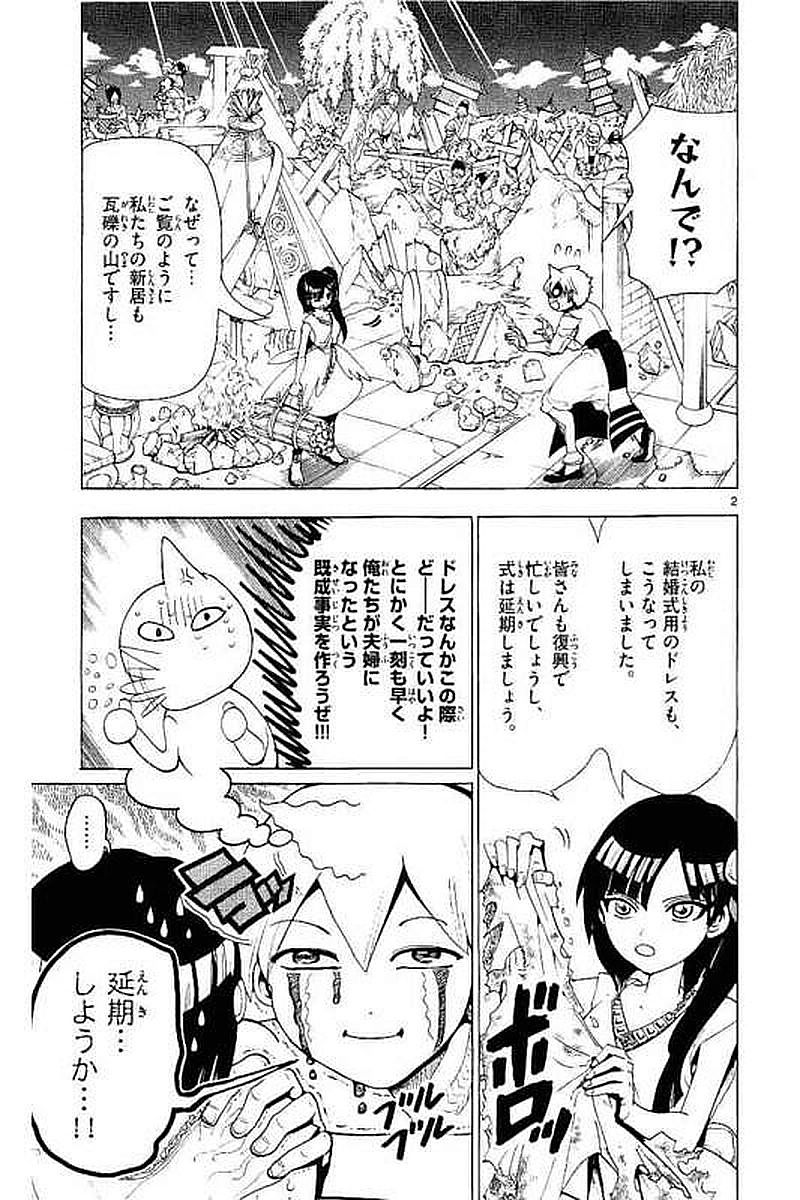 なんで!?
なぜって…
ご覧のように
私たちの新居も
瓦礫の山ですし…
2
私の
結婚式用のドレスも、
こうなって
しまいました。
皆さんも復興で
忙しいでしょうし、
式は延期しましょう。
ドレスなんかこの際
ど――だっていいよ!
とにかく一刻も早く
俺たちが夫婦に
なったという
既成事実を作ろうぜ!!!
ボロ
ニコッ
……
延期…
しようか…!!
ブルブル